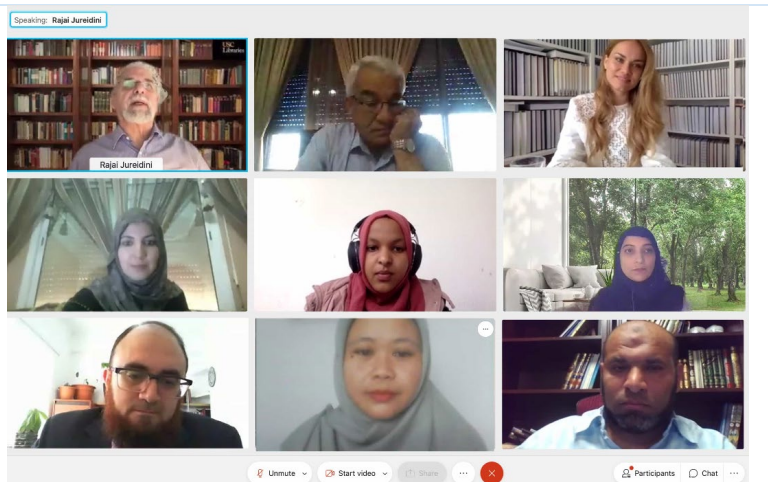 Speaking: Rajai Jureidini
USC
Libraries
Rajai Jureidini
Unmute
Start video
Share
Participants
Chat